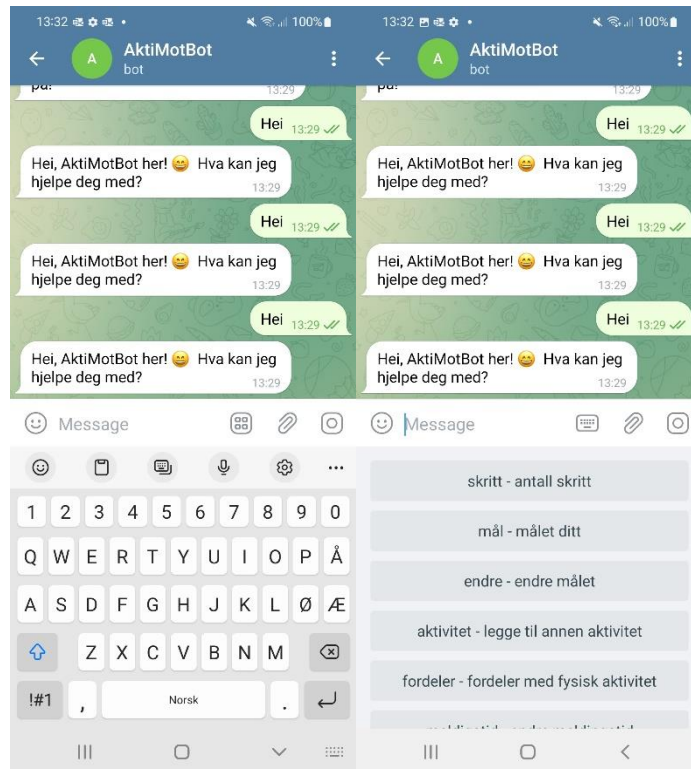 13:32
100%
A
AktiMotBot
bot
på!
13:29
Hei 13:29
Hei, AktiMotBot her! 😄 Hva kan jeg
hjelpe deg med?
13:29
Hei 13:29
Hei, AktiMotBot her! 😄 Hva kan jeg
hjelpe deg med?
13:29
Hei 13:29
Hei, AktiMotBot her! 😄 Hva kan jeg
hjelpe deg med?
13:29
Message
1 2 3 4 5 6 7 8 9 0
Q W E R T Y U I O P Å
A S D F G H J K L Ø Æ
Z X C V B N M
!#1 , Norsk .
13:32
100%
A
AktiMotBot
bot
på!
13:29
Hei 13:29
Hei, AktiMotBot her! 😄 Hva kan jeg
hjelpe deg med?
13:29
Hei 13:29
Hei, AktiMotBot her! 😄 Hva kan jeg
hjelpe deg med?
13:29
Hei 13:29
Hei, AktiMotBot her! 😄 Hva kan jeg
hjelpe deg med?
13:29
Message
skritt - antall skritt
mål - målet ditt
endre - endre målet
aktivitet - legge til annen aktivitet
fordeler - fordeler med fysisk aktivitet